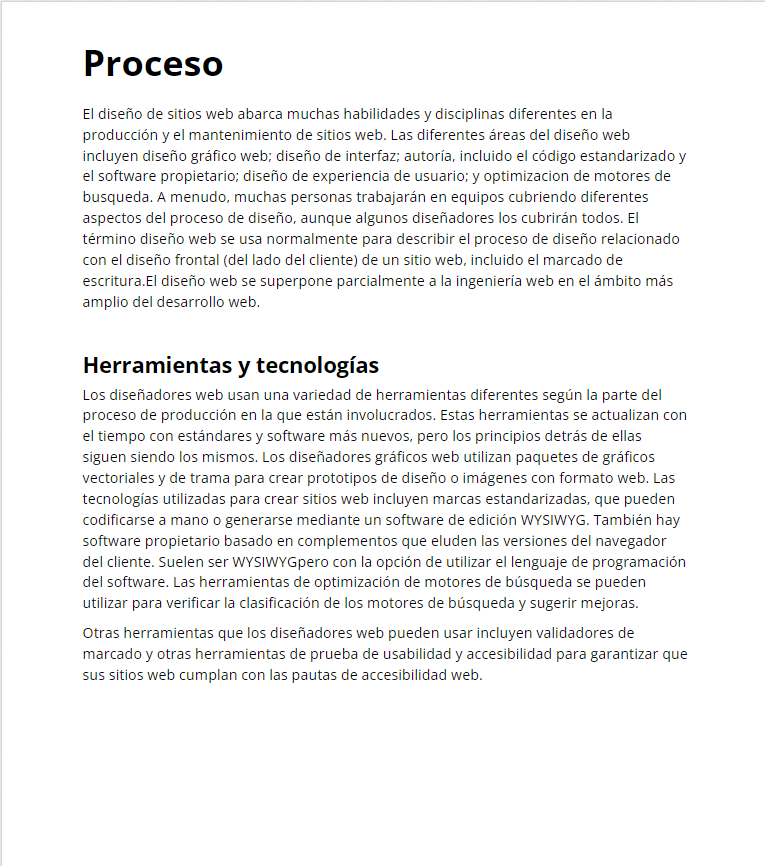 Proceso
El diseño de sitios web abarca muchas habilidades y disciplinas diferentes en la
producción y el mantenimiento de sitios web. Las diferentes áreas del diseño web
incluyen diseño gráfico web; diseño de interfaz; autoría, incluido el código estandarizado y
el software propietario; diseño de experiencia de usuario; y optimizacion de motores de
busqueda. A menudo, muchas personas trabajarán en equipos cubriendo diferentes
aspectos del proceso de diseño, aunque algunos diseñadores los cubrirán todos. El
término diseño web se usa normalmente para describir el proceso de diseño relacionado
con el diseño frontal (del lado del cliente) de un sitio web, incluido el marcado de
escritura.El diseño web se superpone parcialmente a la ingeniería web en el ámbito más
amplio del desarrollo web.
Herramientas y tecnologías
Los diseñadores web usan una variedad de herramientas diferentes según la parte del
proceso de producción en la que están involucrados. Estas herramientas se actualizan con
el tiempo con estándares y software más nuevos, pero los principios detrás de ellas
siguen siendo los mismos. Los diseñadores gráficos web utilizan paquetes de gráficos
vectoriales y de trama para crear prototipos de diseño o imágenes con formato web. Las
tecnologías utilizadas para crear sitios web incluyen marcas estandarizadas, que pueden
codificarse a mano o generarse mediante un software de edición WYSIWYG. También hay
software propietario basado en complementos que eluden las versiones del navegador
del cliente. Suelen ser WYSIWYGpero con la opción de utilizar el lenguaje de programación
del software. Las herramientas de optimización de motores de búsqueda se pueden
utilizar para verificar la clasificación de los motores de búsqueda y sugerir mejoras.
Otras herramientas que los diseñadores web pueden usar incluyen validadores de
marcado y otras herramientas de prueba de usabilidad y accesibilidad para garantizar que
sus sitios web cumplan con las pautas de accesibilidad web.